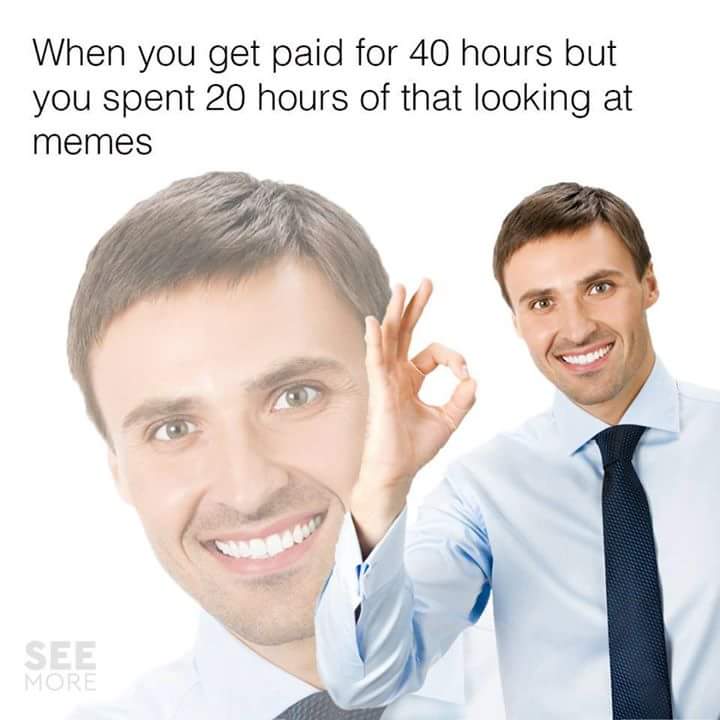 When you get paid for 40 hours but
you spent 20 hours of that looking at
memes
SEE
MORE